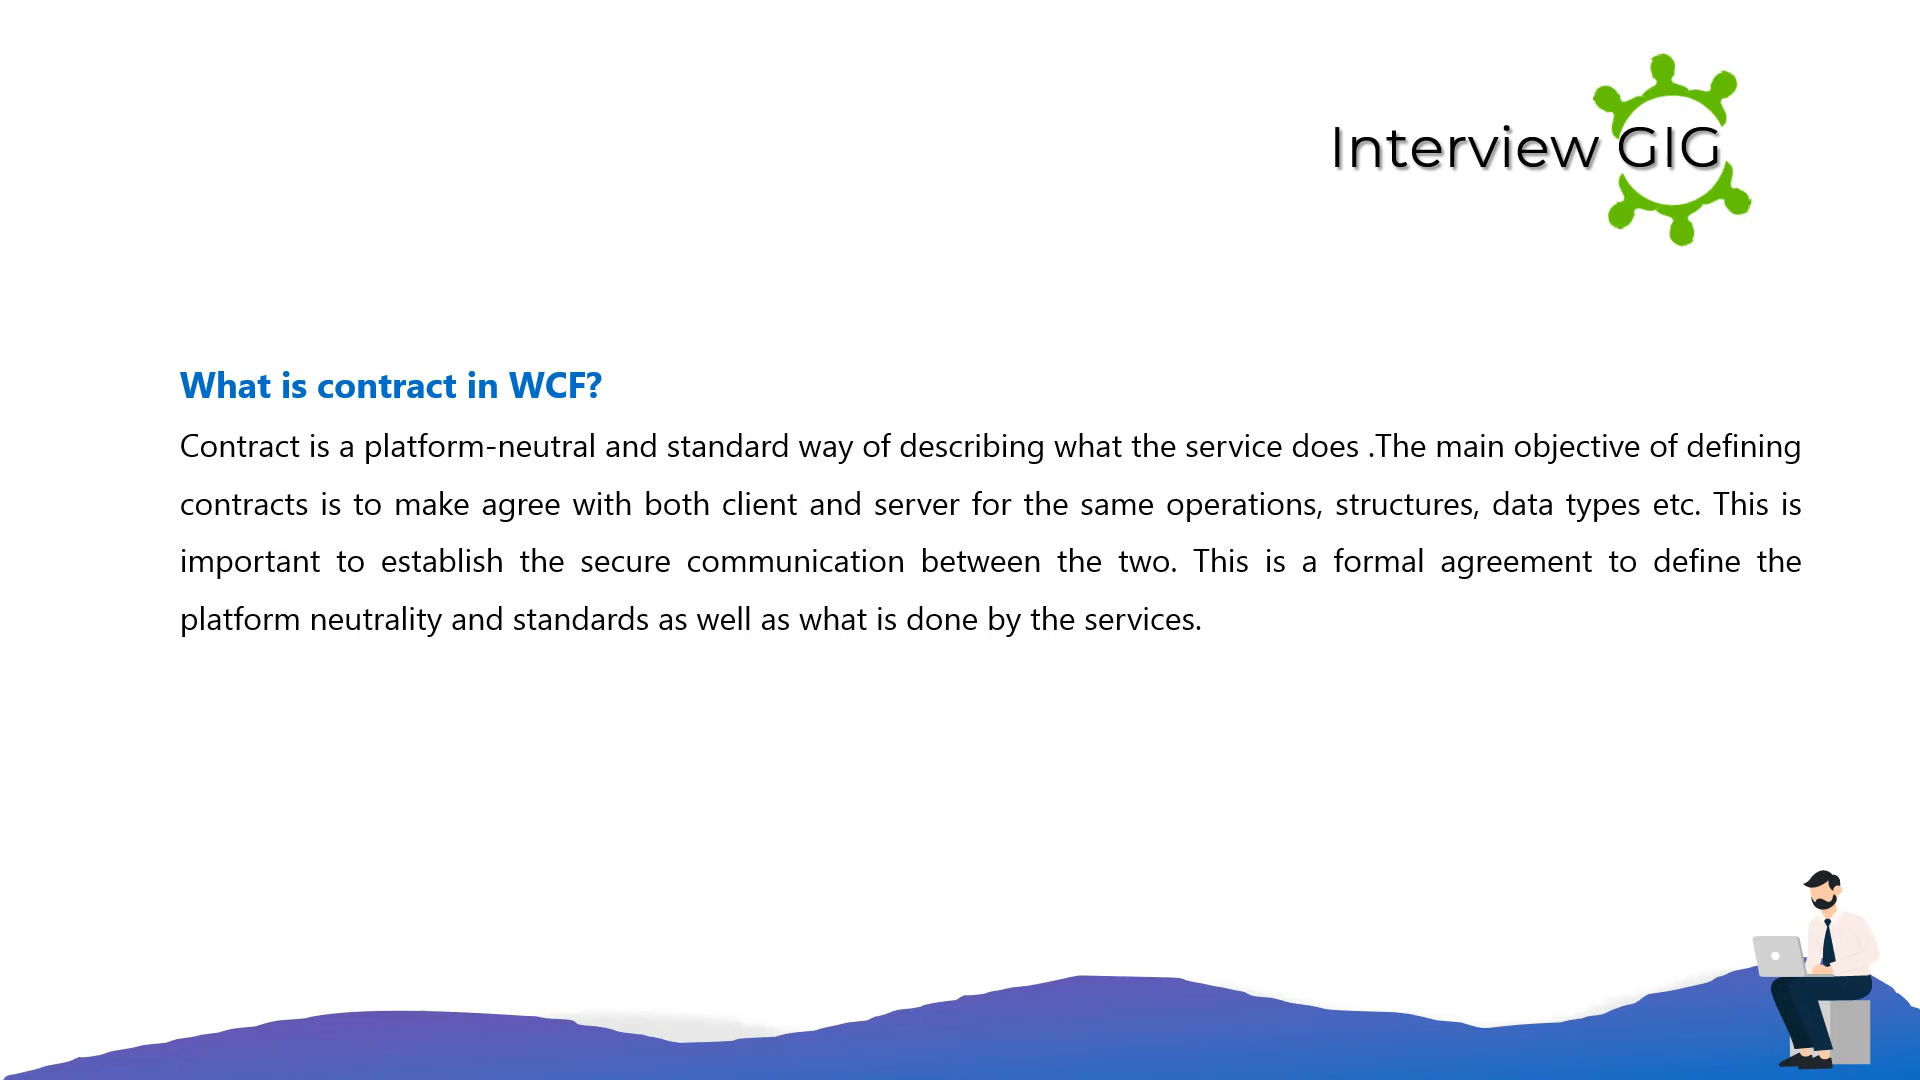 Interview GIG
What is contract in WCF?
Contract is a platform-neutral and standard way of describing what the service does .The main objective of defining
contracts is to make agree with both client and server for the same operations, structures, data types etc. This is
important to establish the secure communication between the two. This is a formal agreement to define the
platform neutrality and standards as well as what is done by the services.